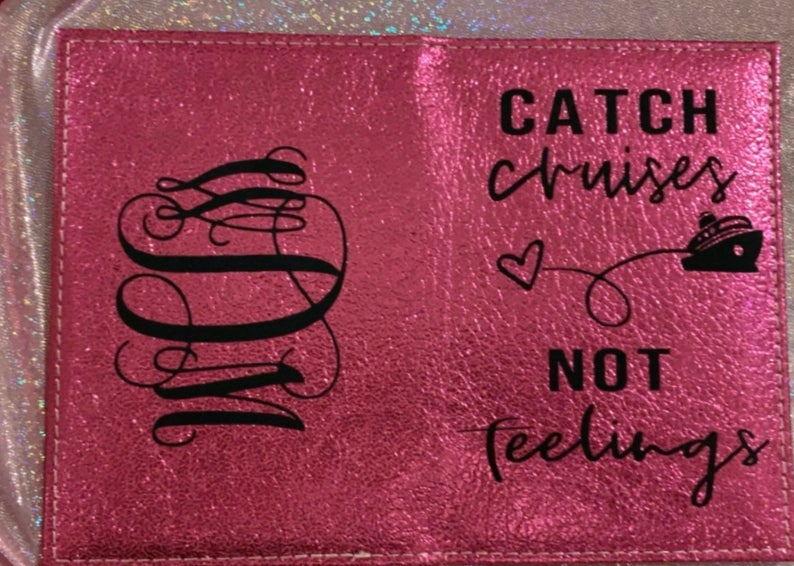 CATCH
cruises
NOT
feelings